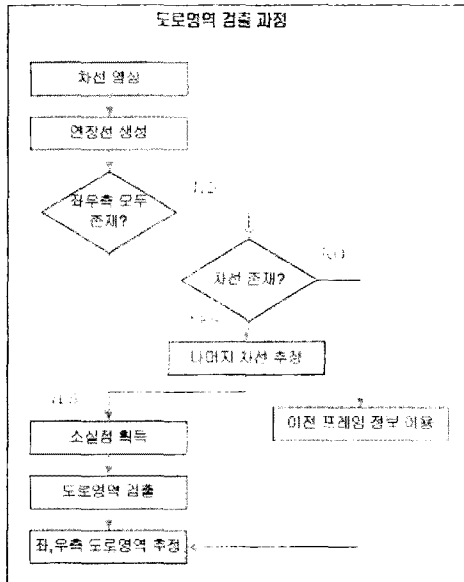 도로영역 검출 과정
차선 영상
연장선 생성
좌우측 모두
존재?
차선 존재?
나머지 차선 추정
소실점 획득
이전 프레임 정보 이용
도로영역 검출
좌,우측 도로영역 추정